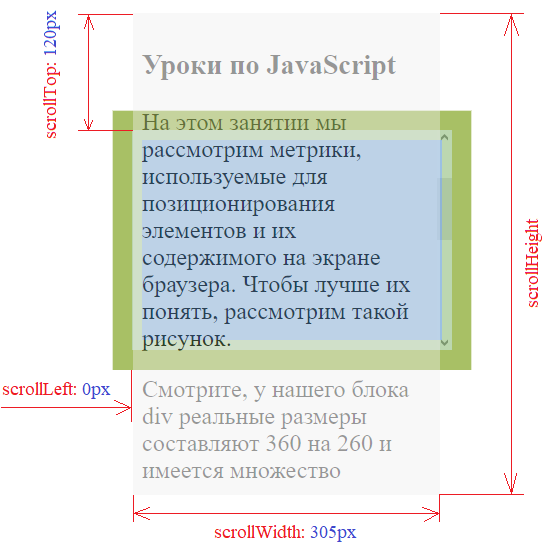 scrollTop: 120px
Уроки по JavaScript
На этом занятии мы
рассмотрим метрики,
используемые для
позиционирования
элементов и их
содержимого на экране
браузера. Чтобы лучше их
понять, рассмотрим такой
рисунок.
scrollHeight
scrollLeft: 0px
Смотрите, у нашего блока
div реальные размеры
составляют 360 на 260 и
имеется множество
scrollWidth: 305px